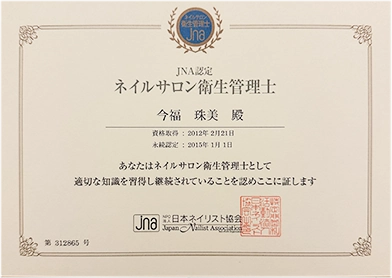 ネイルサロン
衛生管理士
Jna
JNA認定
ネイルサロン衛生管理士
今福 珠美 殿
資格取得 : 2012年 2月21日
永続認定 : 2015年 1月 1日
あなたはネイルサロン衛生管理士として
適切な知識を習得し継続されていることを認めここに証します
Jna NPO法人 日本ネイリスト協会
Japan Nailist Association
第 312865 号